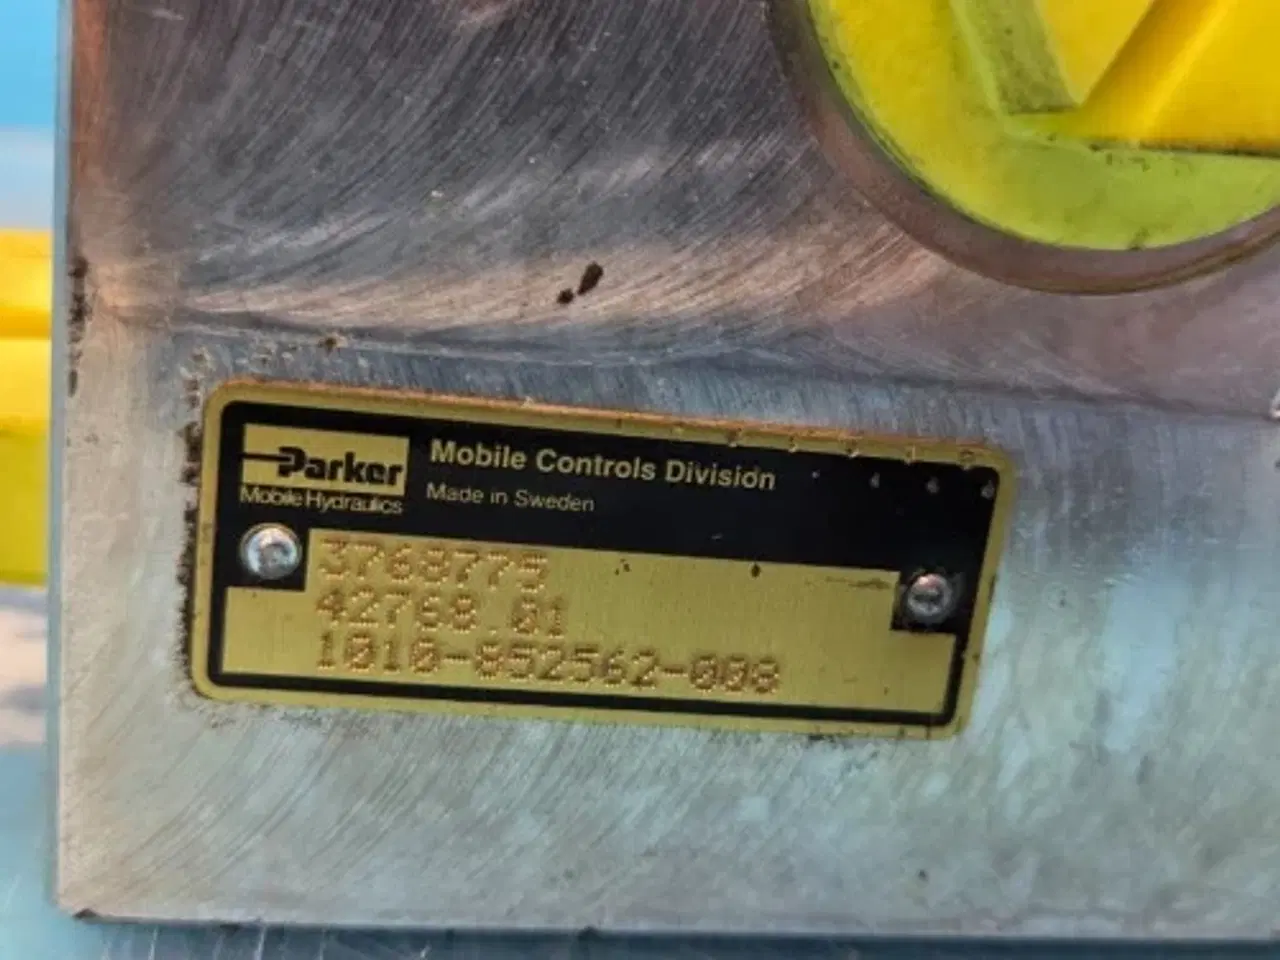 Parker
Mobile Hydraulics
Mobile Controls Division
Made in Sweden
3768775
42768.01
1010-852562-008